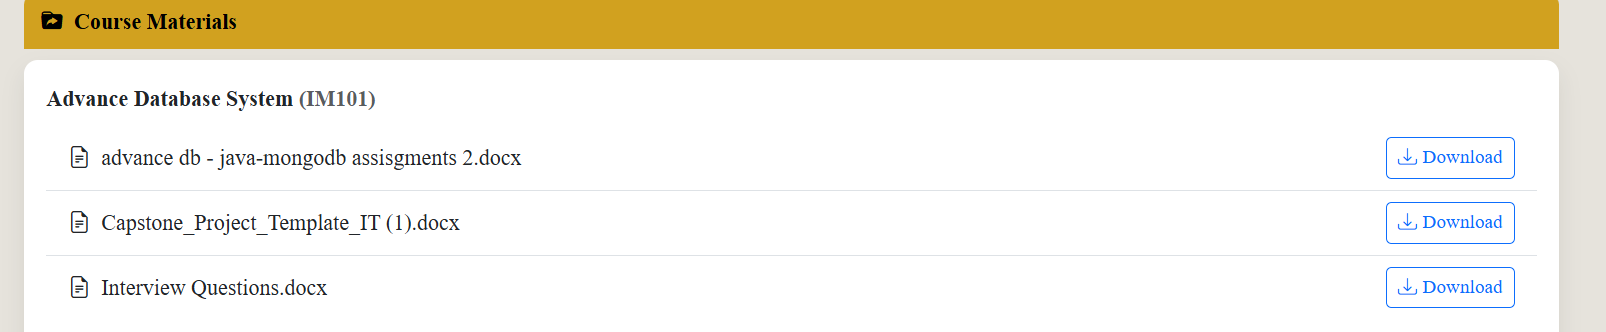 Course Materials
Advance Database System (IM101)
advance db - java-mongodb assisgments 2.docx
Download
Capstone_Project_Template_IT (1).docx
Download
Interview Questions.docx
Download